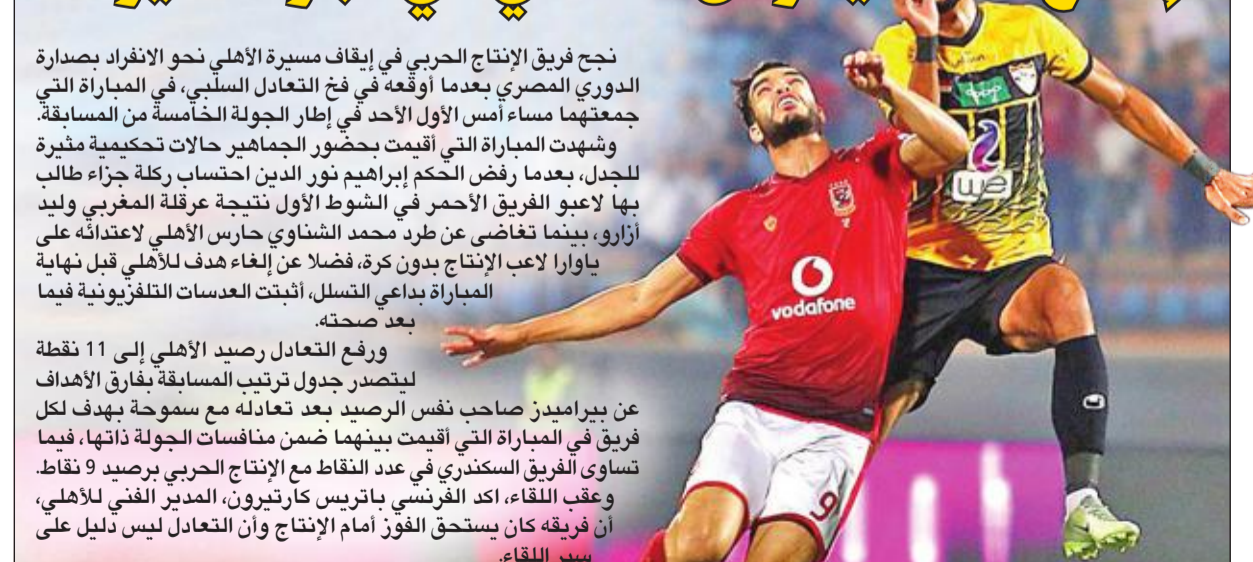 نجح فريق الإنتاج الحربي في إيقاف مسيرة الأهلي نحو الانفراد بصدارة
الدوري المصري بعدما أوقعه في فخ التعادل السلبي، في المباراة التي
جمعتهما مساء أمس الأول الأحد في إطار الجولة الخامسة من المسابقة.
وشهدت المباراة التي أقيمت بحضور الجماهير حالات تحكيمية مثيرة
للجدل، بعدما رفض الحكم إبراهيم نور الدين احتساب ركلة جزاء طالب
بها لاعبو الفريق الأحمر في الشوط الأول نتيجة عرقلة المغربي وليد
أزارو، بينما تغاضى عن طرد محمد الشناوي حارس الأهلي لاعتدائه على
ياوارا لاعب الإنتاج بدون كرة، فضلا عن إلغاء هدف للأهلي قبل نهاية
المباراة بداعي التسلل، أثبتت العدسات التلفزيونية فيما
بعد صحته.
ورفع التعادل رصيد الأهلي إلى 11 نقطة
ليتصدر جدول ترتيب المسابقة بفارق الأهداف
عن بيراميدز صاحب نفس الرصيد بعد تعادله مع سموحة بهدف لكل
فريق في المباراة التي أقيمت بينهما ضمن منافسات الجولة ذاتها، فيما
تساوى الفريق السكندري في عدد النقاط مع الإنتاج الحربي برصيد 9 نقاط.
وعقب اللقاء، اكد الفرنسي باتريس كارتيرون، المدير الفني للأهلي،
أن فريقه كان يستحق الفوز أمام الإنتاج وأن التعادل ليس دليل على
سير اللقاء.
oppo
we
vodafone
9